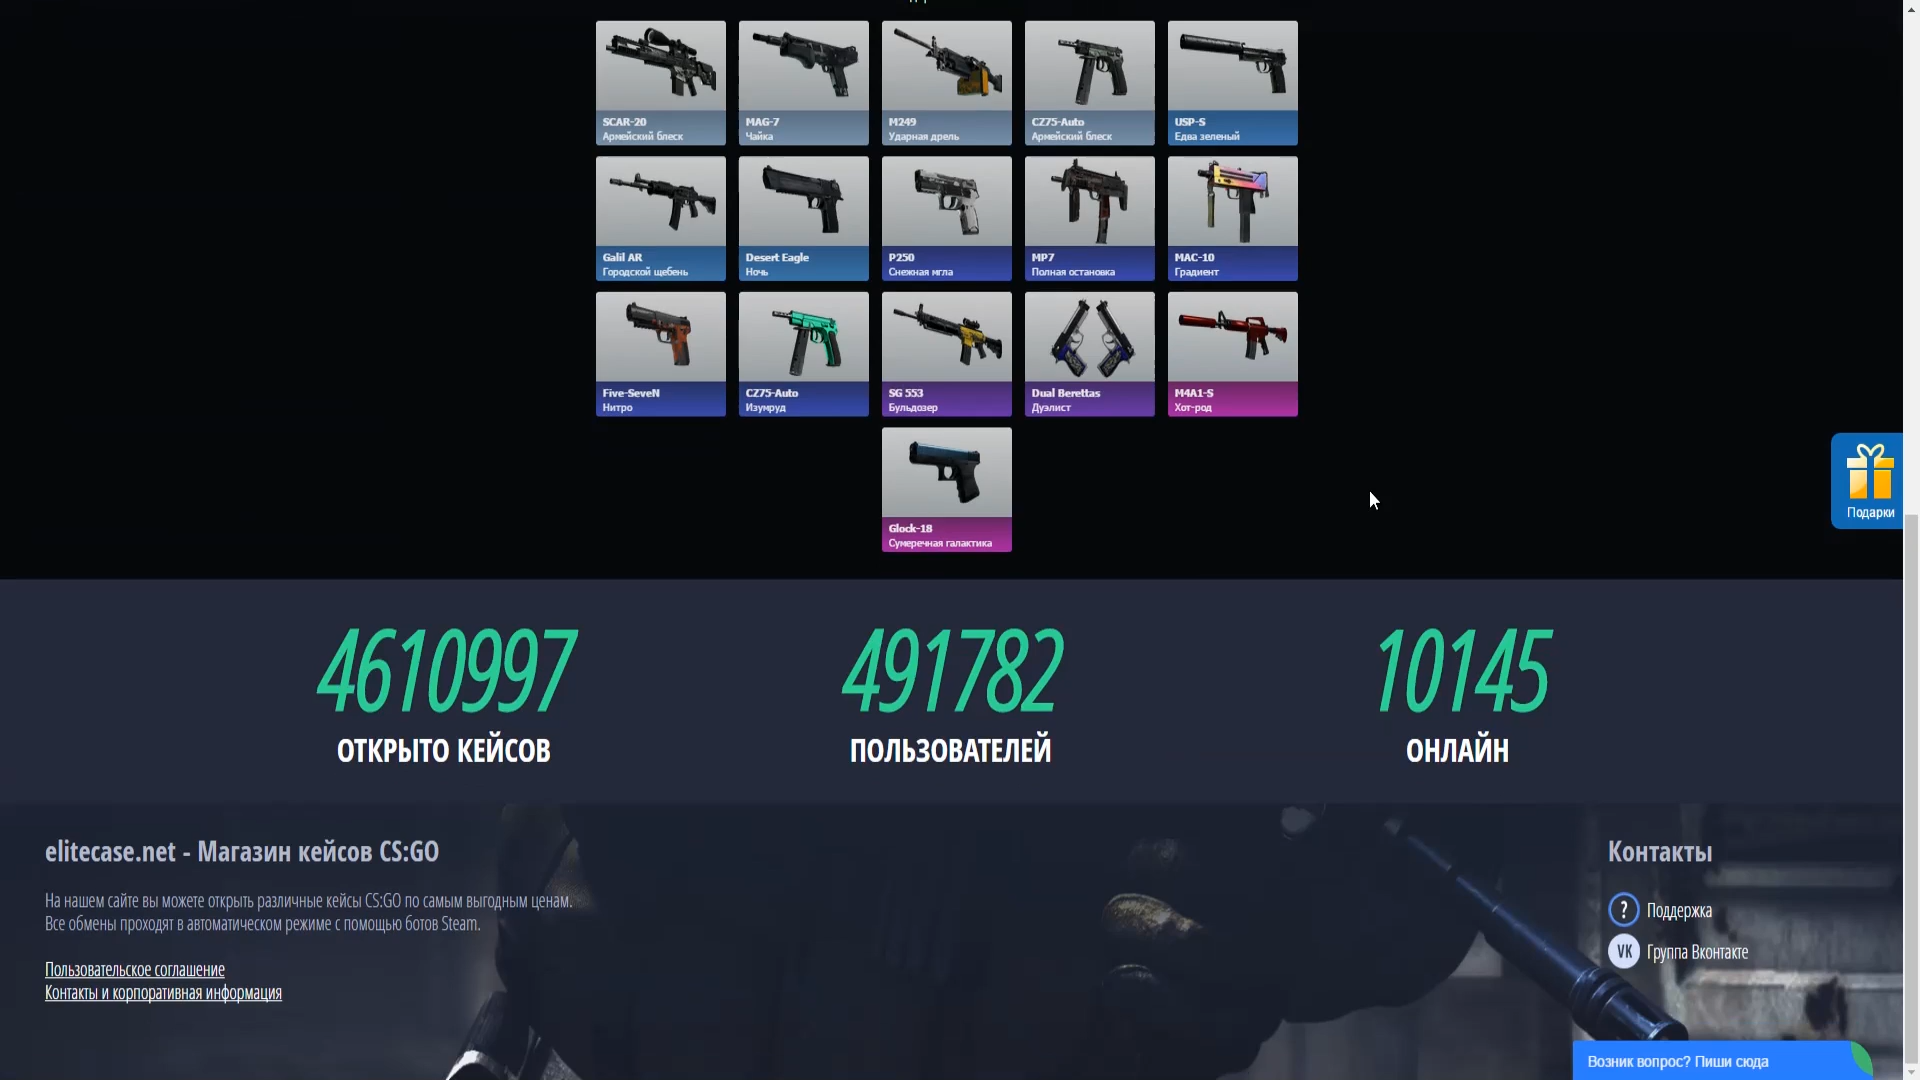 SCAR-20
Армейский блеск
MAG-7
Чайка
M249
Ударная дрель
CZ75-Auto
Армейский блеск
USP-S
Едва зеленый
Galil AR
Городской щебень
Desert Eagle
Ночь
P250
Снежная мгла
MP7
Полная остановка
MAC-10
Градиент
Five-SeveN
Нитро
CZ75-Auto
Изумруд
SG 553
Бульдозер
Dual Berettas
Дуэлист
M4A1-S
Хот-род
Glock-18
Сумеречная галактика
Подарки
4610997
ОТКРЫТО КЕЙСОВ
491782
ПОЛЬЗОВАТЕЛЕЙ
10145
ОНЛАЙН
elitecase.net - Магазин кейсов CS:GO
На нашем сайте вы можете открыть различные кейсы CS:GO по самым выгодным ценам.
Все обмены проходят в автоматическом режиме с помощью ботов Steam.
Пользовательское соглашение
Контакты и корпоративная информация
Контакты
? Поддержка
VK Группа Вконтакте
Возник вопрос? Пиши сюда